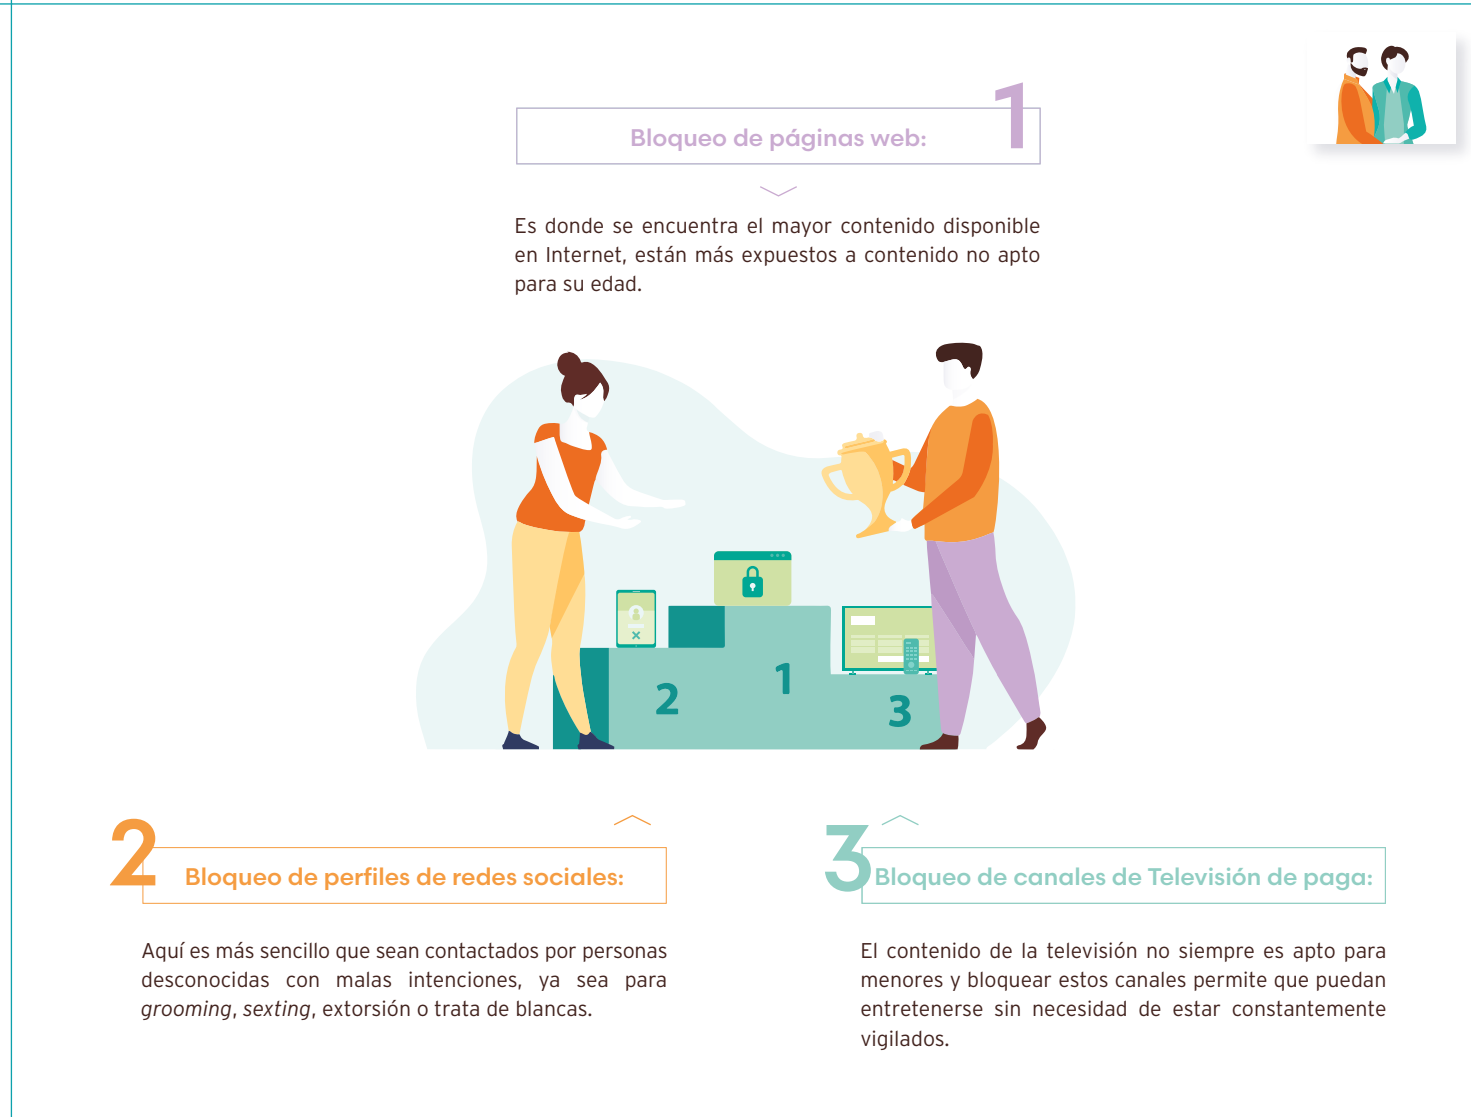 1
Bloqueo de páginas web:
Es donde se encuentra el mayor contenido disponible
en Internet, están más expuestos a contenido no apto
para su edad.
2
1
3
2
Bloqueo de perfiles de redes sociales:
Aquí es más sencillo que sean contactados por personas
desconocidas con malas intenciones, ya sea para
grooming, sexting, extorsión o trata de blancas.
3
Bloqueo de canales de Televisión de paga:
El contenido de la televisión no siempre es apto para
menores y bloquear estos canales permite que puedan
entretenerse sin necesidad de estar constantemente
vigilados.